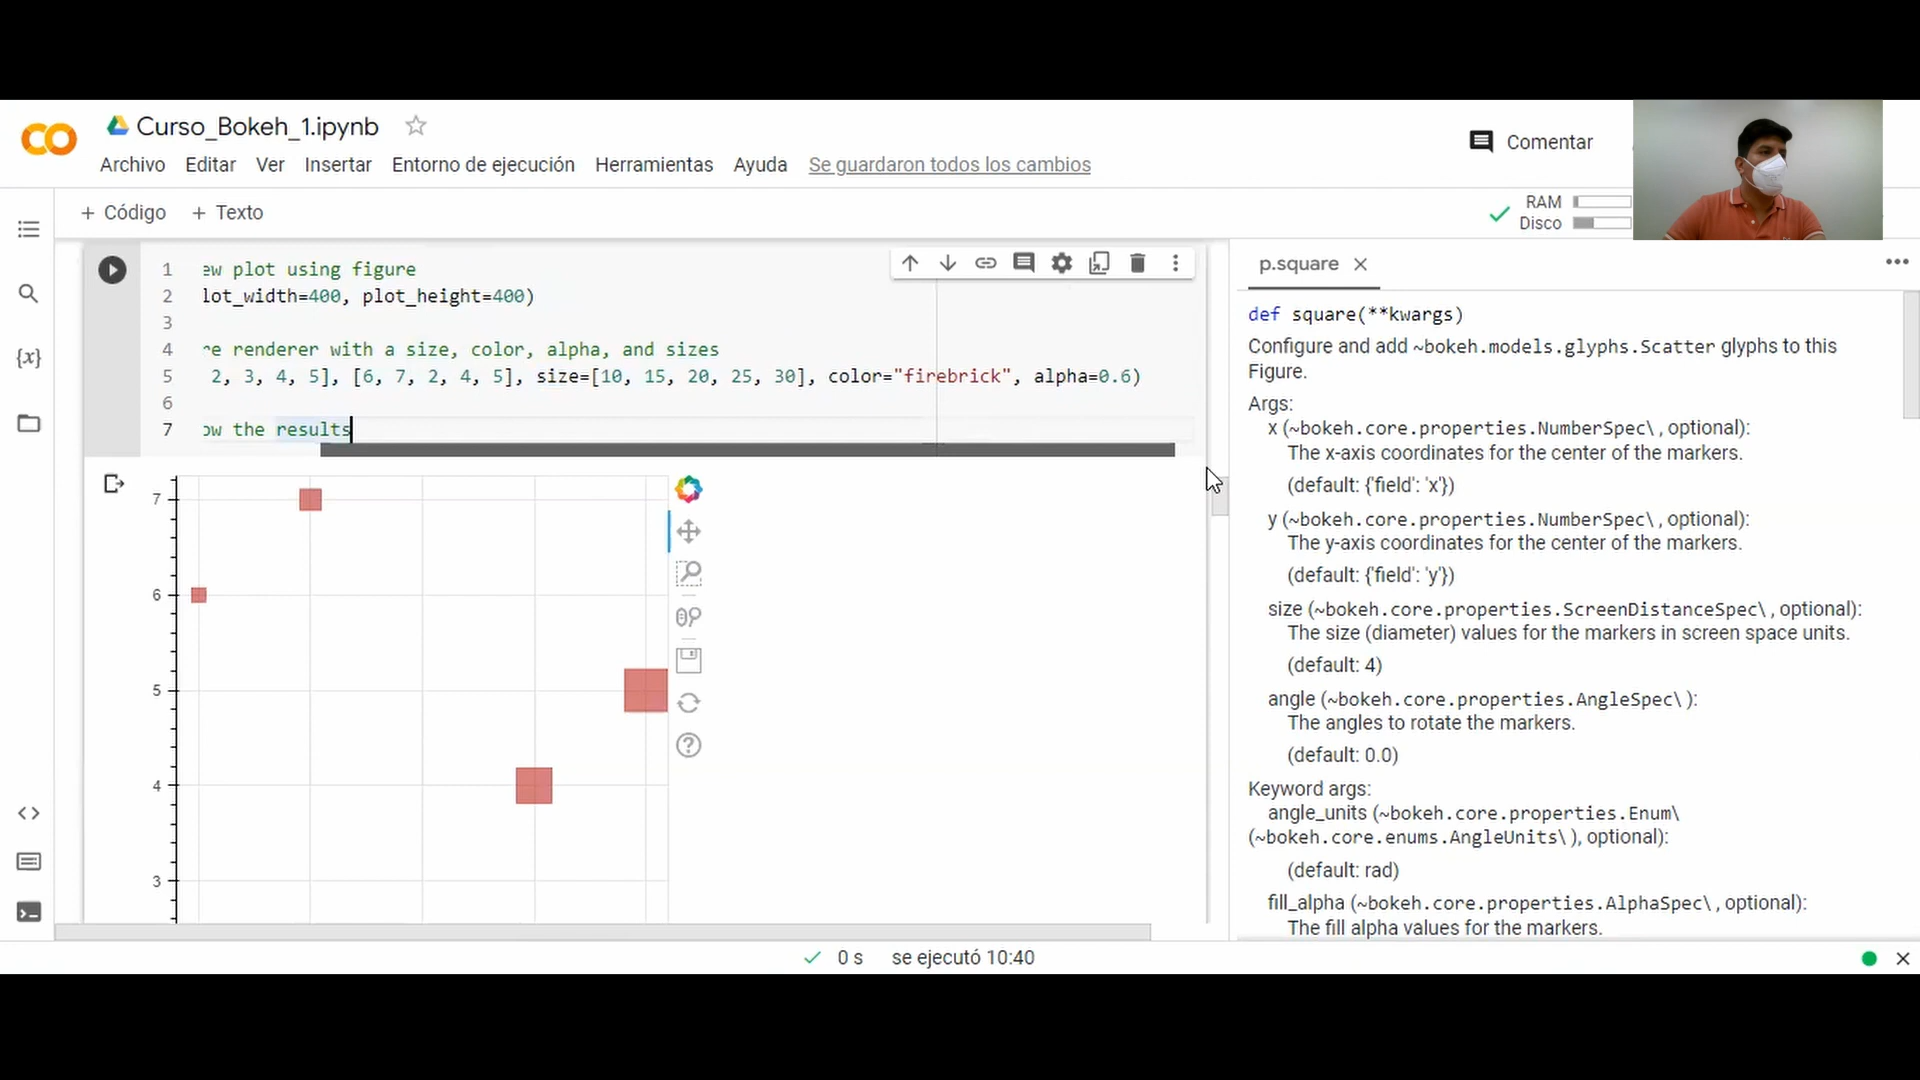 Curso_Bokeh_1.ipynb
Archivo Editar Ver Insertar Entorno de ejecución Herramientas Ayuda Se guardaron todos los cambios
Comentar
+ Código + Texto
RAM
Disco
1 ew plot using figure
2 lot_width=400, plot_height=400)
3
4 re renderer with a size, color, alpha, and sizes
5 2, 3, 4, 5], [6, 7, 2, 4, 5], size=[10, 15, 20, 25, 30], color="firebrick", alpha=0.6)
6
7 ow the results
7
6
5
4
3
p.square
def square(**kwargs)
Configure and add ~bokeh.models.glyphs.Scatter glyphs to this
Figure.
Args:
x (~bokeh.core.properties.NumberSpec\ , optional):
The x-axis coordinates for the center of the markers.
(default: {'field': 'x'})
y (~bokeh.core.properties.NumberSpec\ , optional):
The y-axis coordinates for the center of the markers.
(default: {'field': 'y'})
size (~bokeh.core.properties.ScreenDistanceSpec\ , optional):
The size (diameter) values for the markers in screen space units.
(default: 4)
angle (~bokeh.core.properties.AngleSpec\ ):
The angles to rotate the markers.
(default: 0.0)
Keyword args:
angle_units (~bokeh.core.properties.Enum\
(~bokeh.core.enums.AngleUnits\ ), optional):
(default: rad)
fill_alpha (~bokeh.core.properties.AlphaSpec\ , optional):
The fill alpha values for the markers.
0 s se ejecutó 10:40